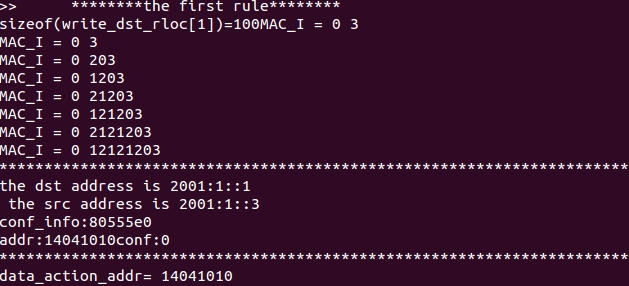 >>      ********the first rule********
sizeof(write_dst_rloc[1])=100MAC_I = 0 3
MAC_I = 0 3
MAC_I = 0 203
MAC_I = 0 1203
MAC_I = 0 21203
MAC_I = 0 121203
MAC_I = 0 2121203
MAC_I = 0 12121203
**********************************************************************
the dst address is 2001:1::1
 the src address is 2001:1::3
conf_info:80555e0
addr:14041010conf:0
**********************************************************************
data_action_addr= 14041010